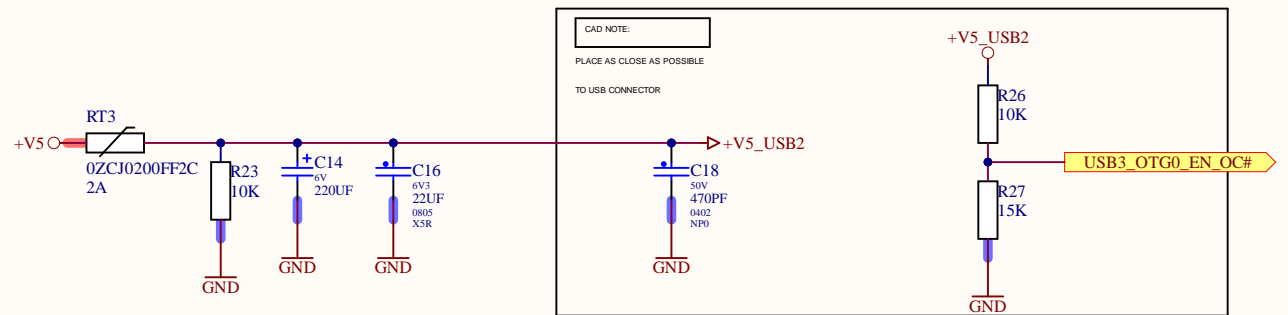 CAD NOTE:
PLACE AS CLOSE AS POSSIBLE
TO USB CONNECTOR
+V5_USB2
R26
10K
RT3
+V5
0ZCJ0200FF2C
2A
R23
10K
C14
6V
220UF
C16
6V3
22UF
0805
X5R
+V5_USB2
C18
50V
470PF
0402
NP0
USB3_OTG0_EN_OC#
R27
15K
GND
GND
GND
GND
GND